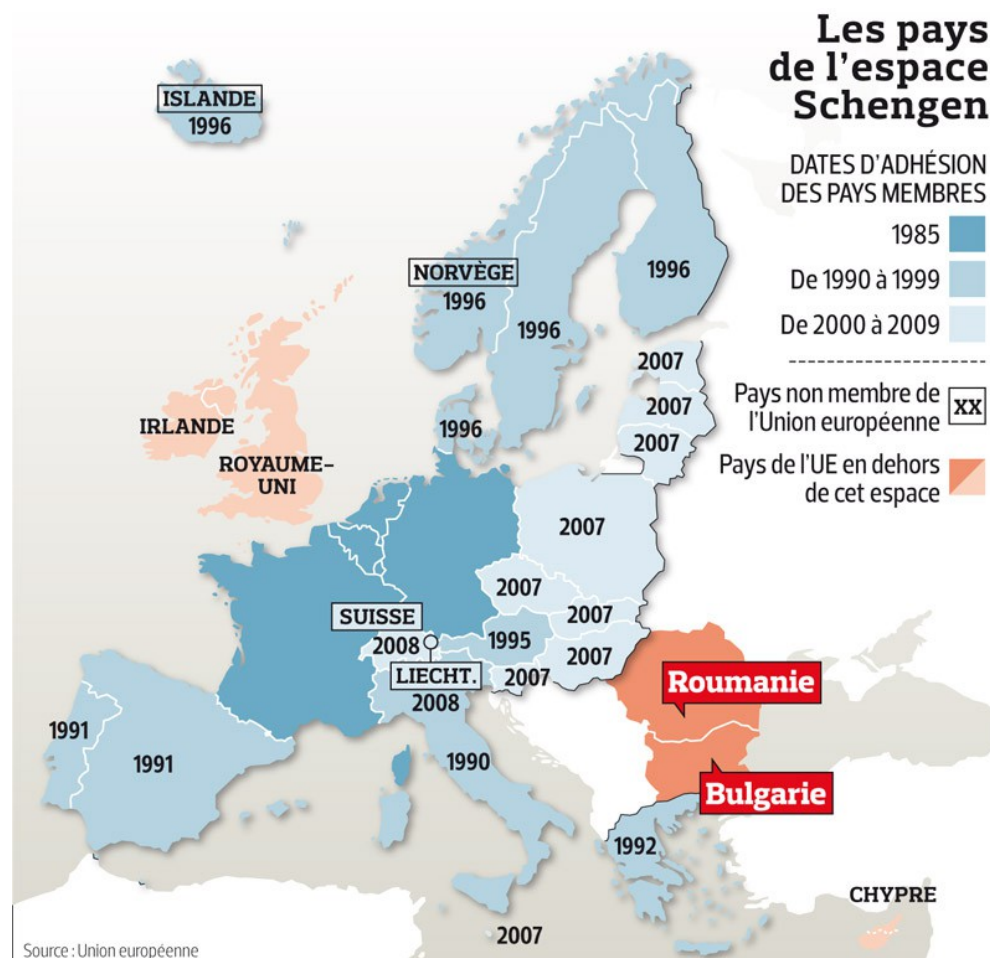 Les pays
de l'espace
Schengen
DATES D'ADHÉSION
DES PAYS MEMBRES
1985
De 1990 à 1999
De 2000 à 2009
Pays non membre de
l'Union européenne
XX
Pays de l'UE en dehors
de cet espace
ISLANDE
1996
NORVÈGE
1996
1996
1996
2007
2007
2007
1996
IRLANDE
ROYAUME-
UNI
2007
2007
2007
SUISSE
2008
1995
2007
LIECHT.
2008
2007
Roumanie
1991
1991
1990
Bulgarie
1992
CHYPRE
2007
Source : Union européenne